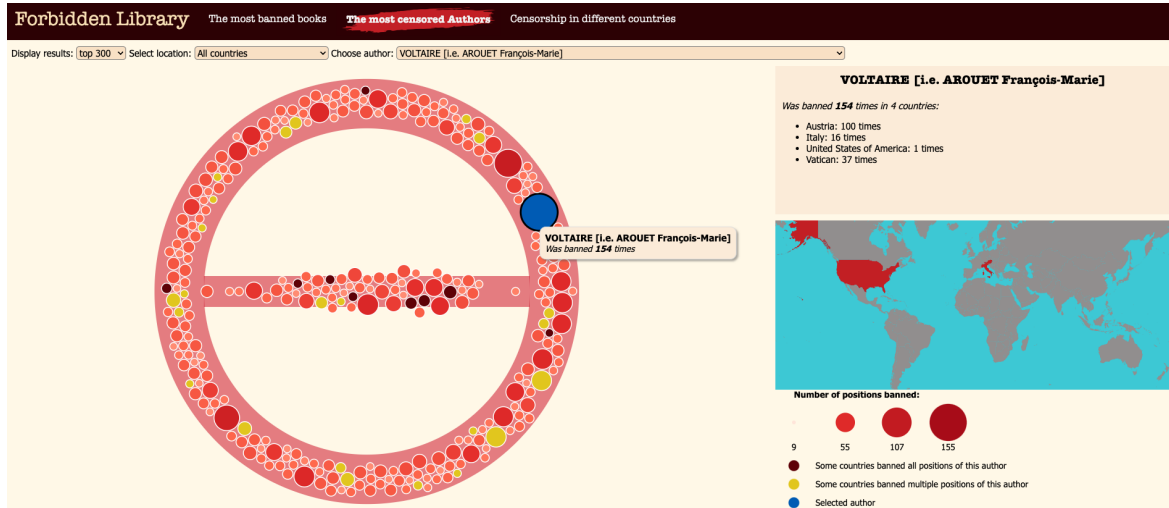 Forbidden Library The most banned books The most censored Authors Censorship in different countries
Display results: top 300 Select location: All countries Choose author: VOLTAIRE [i.e. AROUET François-Marie]
VOLTAIRE [i.e. AROUET François-Marie]
Was banned 154 times in 4 countries:
Austria: 100 times
Italy: 16 times
United States of America: 1 times
Vatican: 37 times
VOLTAIRE [i.e. AROUET François-Marie]
Was banned 154 times
Number of positions banned:
9 55 107 155
Some countries banned all positions of this author
Some countries banned multiple positions of this author
Selected author